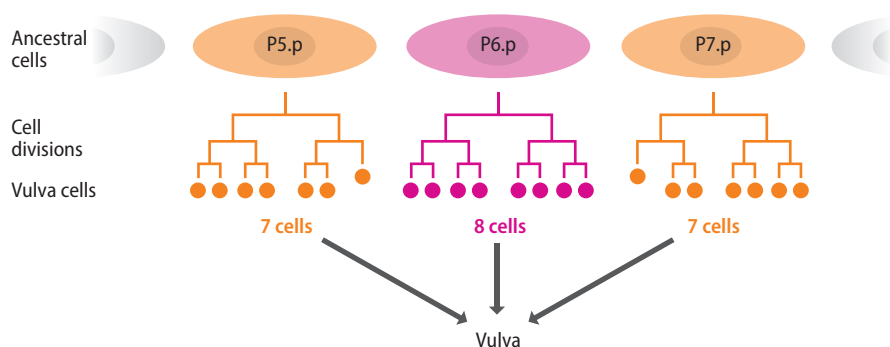 Ancestral
cells
P5.p
P6.p
P7.p
Cell
divisions
Vulva cells
7 cells
8 cells
7 cells
Vulva